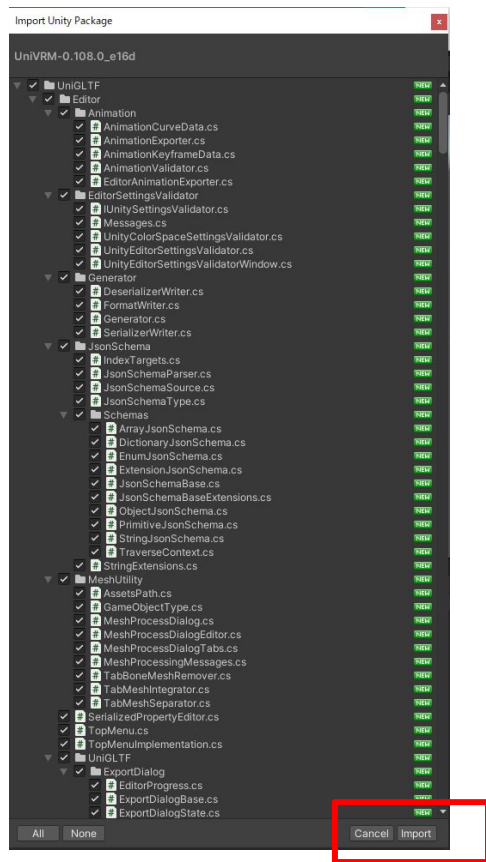 Import Unity Package
x
UniVRM-0.108.0_e16d
UniGLTF NEW
Editor NEW
Animation NEW
# AnimationCurveData.cs NEW
# AnimationExporter.cs NEW
# AnimationKeyframeData.cs NEW
# AnimationValidator.cs NEW
# EditorAnimationExporter.cs NEW
EditorSettingsValidator NEW
# IUnitySettingsValidator.cs NEW
# Messages.cs NEW
# UnityColorSpaceSettingsValidator.cs NEW
# UnityEditorSettingsValidator.cs NEW
# UnityEditorSettingsValidatorWindow.cs NEW
Generator NEW
# DeserializerWriter.cs NEW
# FormatWriter.cs NEW
# Generator.cs NEW
# SerializerWriter.cs NEW
JsonSchema NEW
# IndexTargets.cs NEW
# JsonSchemaParser.cs NEW
# JsonSchemaSource.cs NEW
# JsonSchemaType.cs NEW
Schemas NEW
# ArrayJsonSchema.cs NEW
# DictionaryJsonSchema.cs NEW
# EnumJsonSchema.cs NEW
# ExtensionJsonSchema.cs NEW
# JsonSchemaBase.cs NEW
# JsonSchemaBaseExtensions.cs NEW
# ObjectJsonSchema.cs NEW
# PrimitiveJsonSchema.cs NEW
# StringJsonSchema.cs NEW
# TraverseContext.cs NEW
# StringExtensions.cs NEW
MeshUtility NEW
# AssetsPath.cs NEW
# GameObjectType.cs NEW
# MeshProcessDialog.cs NEW
# MeshProcessDialogEditor.cs NEW
# MeshProcessDialogTabs.cs NEW
# MeshProcessingMessages.cs NEW
# TabBoneMeshRemover.cs NEW
# TabMeshIntegrator.cs NEW
# TabMeshSeparator.cs NEW
# SerializedPropertyEditor.cs NEW
# TopMenu.cs NEW
# TopMenuImplementation.cs NEW
UniGLTF NEW
ExportDialog NEW
# EditorProgress.cs NEW
# ExportDialogBase.cs NEW
# ExportDialogState.cs NEW
All None Cancel Import